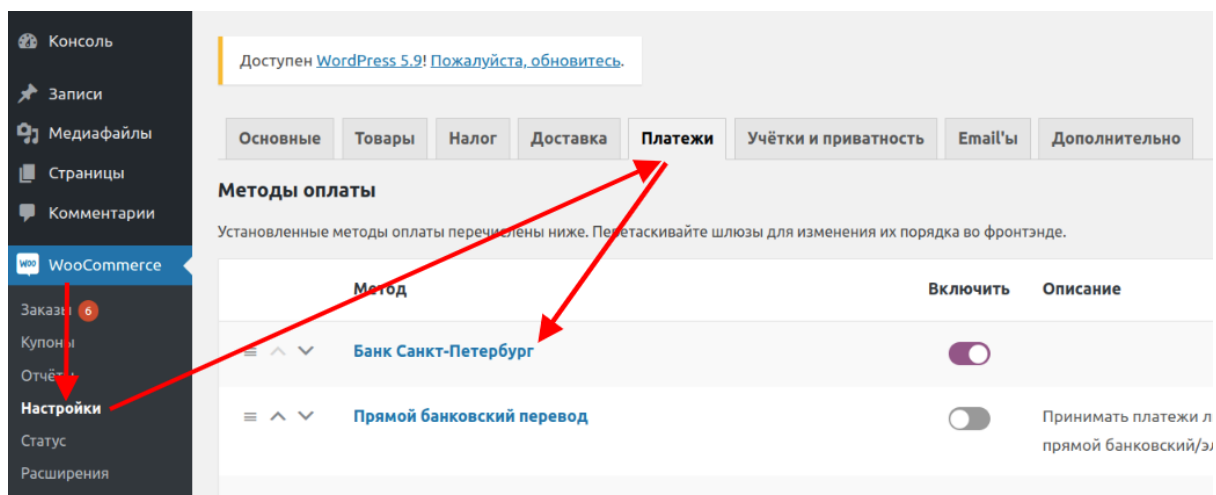 Консоль
Записи
Медиафайлы
Страницы
Комментарии
WOO WooCommerce
Заказы 6
Купоны
Отчёты
Настройки
Статус
Расширения
Доступен WordPress 5.9! Пожалуйста, обновитесь.
Основные Товары Налог Доставка Платежи Учётки и приватность Email'ы Дополнительно
Методы оплаты
Установленные методы оплаты перечислены ниже. Перетаскивайте шлюзы для изменения их порядка во фронтэнде.
Метод Включить Описание
Банк Санкт-Петербург
Прямой банковский перевод Принимать платежи л
прямой банковский/эл